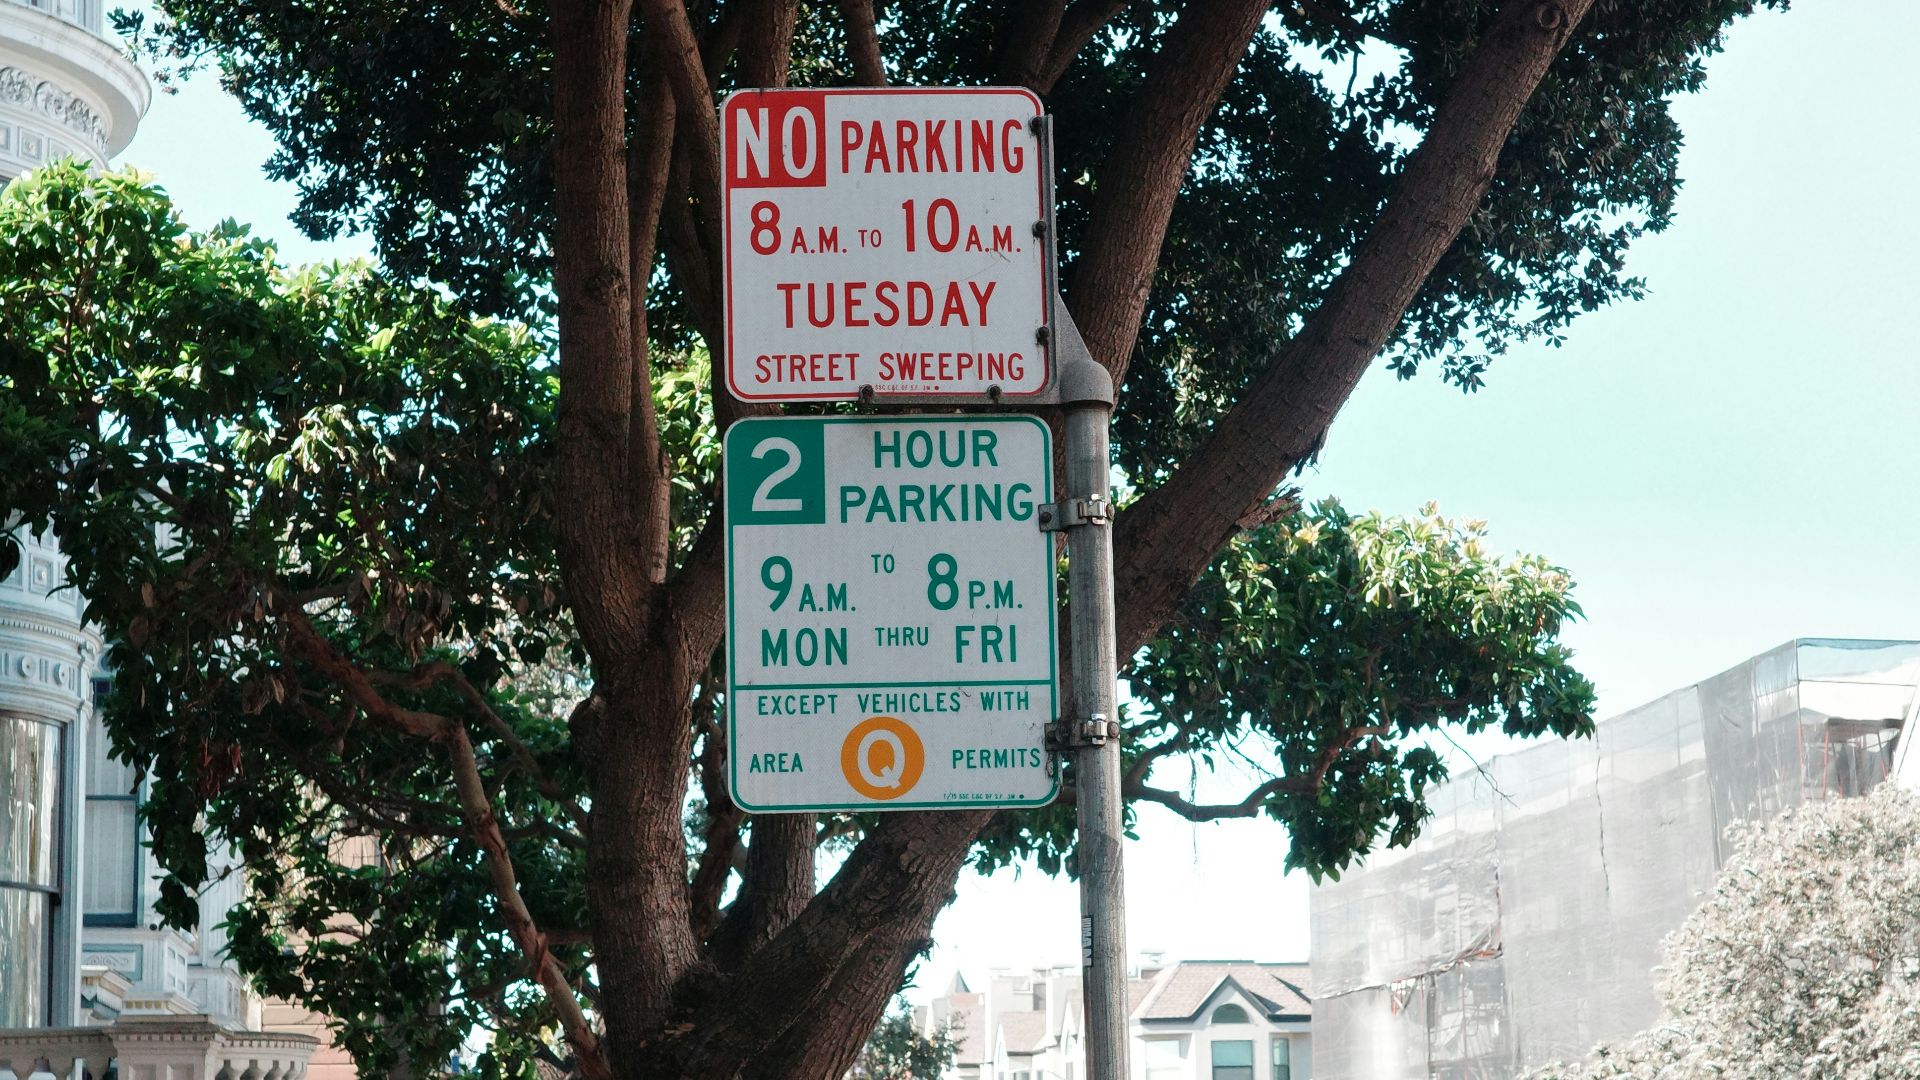 NO PARKING
8 A.M. TO 10 A.M.
TUESDAY
STREET SWEEPING
2 HOUR
PARKING
9 A.M. TO 8 P.M.
MON THRU FRI
EXCEPT VEHICLES WITH
AREA Q PERMITS